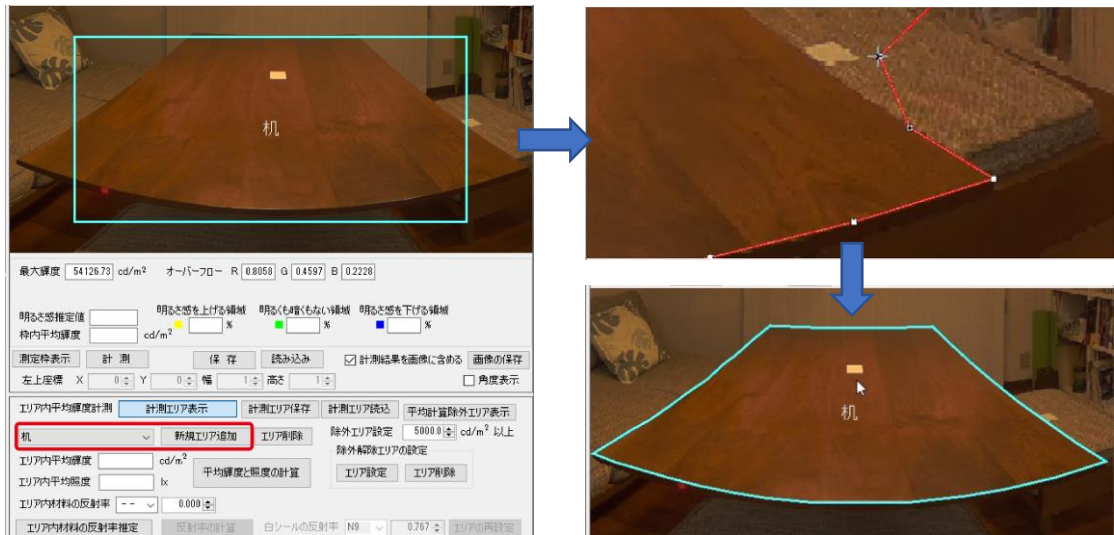 机
机
最大輝度 54126.73 cd/m² オーバーフロー R 0.8058 G 0.4597 B 0.2228
明るさ感を上げる領域 明るくも暗くもない領域 明るさ感を下げる領域
明るさ感推定値 % % %
枠内平均輝度 cd/m²
測定枠表示 計 測 保 存 読み込み 計測結果を画像に含める 画像の保存
左上座標 X 0 Y 0 幅 1 高さ 1 角度表示
エリア内平均輝度計測 計測エリア表示 計測エリア保存 計測エリア読込 平均計算除外エリア表示
机 新規エリア追加 エリア削除 除外エリア設定 5000.0 cd/m² 以上
除外解除エリアの設定
エリア内平均輝度 cd/m² 平均輝度と照度の計算 エリア設定 エリア削除
エリア内平均照度 lx
エリア内材料の反射率 -- 0.000
エリア内材料の反射率推定 反射率の計算 白シールの反射率 N9 0.767 エリアの再設定